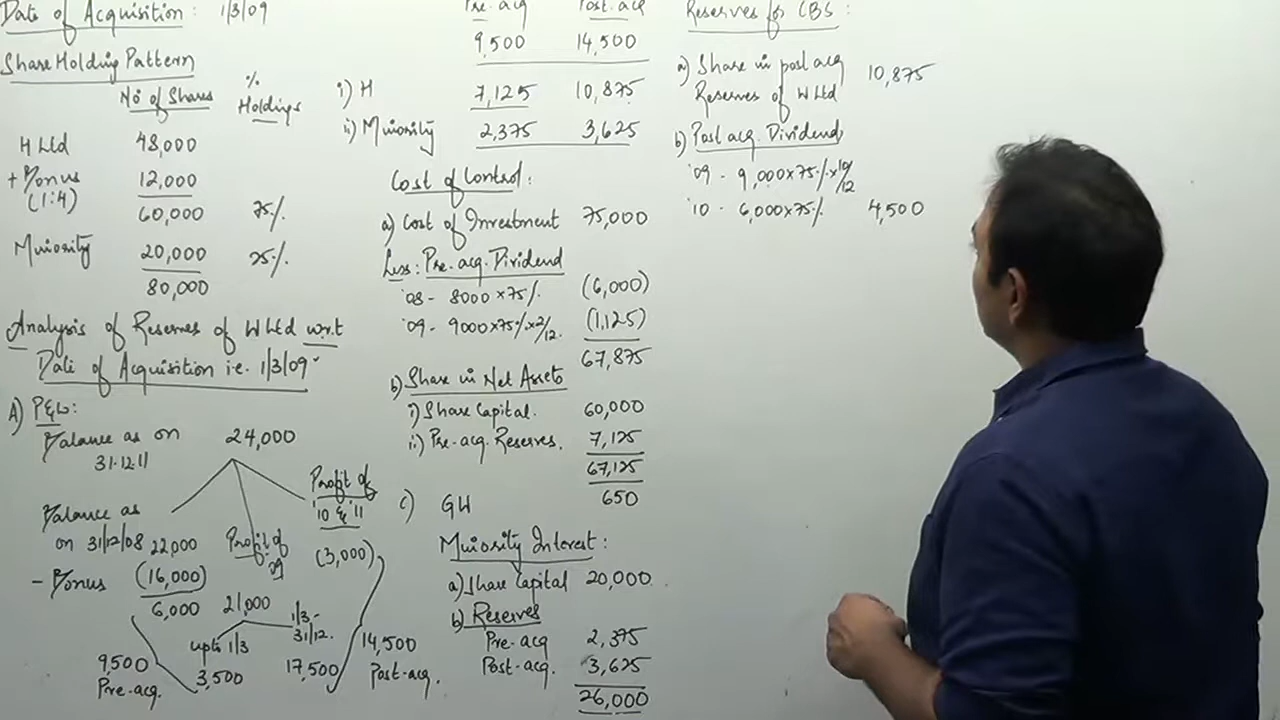 Date of Acquisition : 1/3/09
Share Holding Pattern
No of Shares
% Holdings
H Ltd 48,000
+ Bonus (1:4) 12,000
60,000 75%
Minority 20,000 25%
80,000
Analysis of Reserves of W Ltd w.r.t
Date of Acquisition i.e. 1/3/09
A) P&L:
Balance as on 31.12.11 24,000
Balance as on 31/12/08 22,000
Profit of '09
Profit of '10 & '11
(3,000)
- Bonus (16,000)
6,000
21,000
upto 1/3
1/3 - 31/12.
3,500
17,500
9,500
Pre-acq.
14,500
Post-acq.
Pre-acq Post-acq
9,500 14,500
i) H 7,125 10,875
ii) Minority 2,375 3,625
Cost of Control :
a) Cost of Investment 75,000
Less : Pre-acq. Dividend
'08 - 8000 x 75% (6,000)
'09 - 9000 x 75% x 2/12. (1,125)
67,875
b) Share in Net Assets
i) Share Capital. 60,000
ii) Pre-acq. Reserves. 7,125
67,125
c) GW 650
Minority Interest :
a) Share Capital 20,000
b) Reserves
Pre-acq 2,375
Post-acq. 3,625
26,000
Reserves for CBS :
a) Share in post acq 10,875
Reserves of W Ltd
b) Post acq. Dividend
'09 - 9,000 x 75% x 10/12
'10 - 6,000 x 75% 4,500